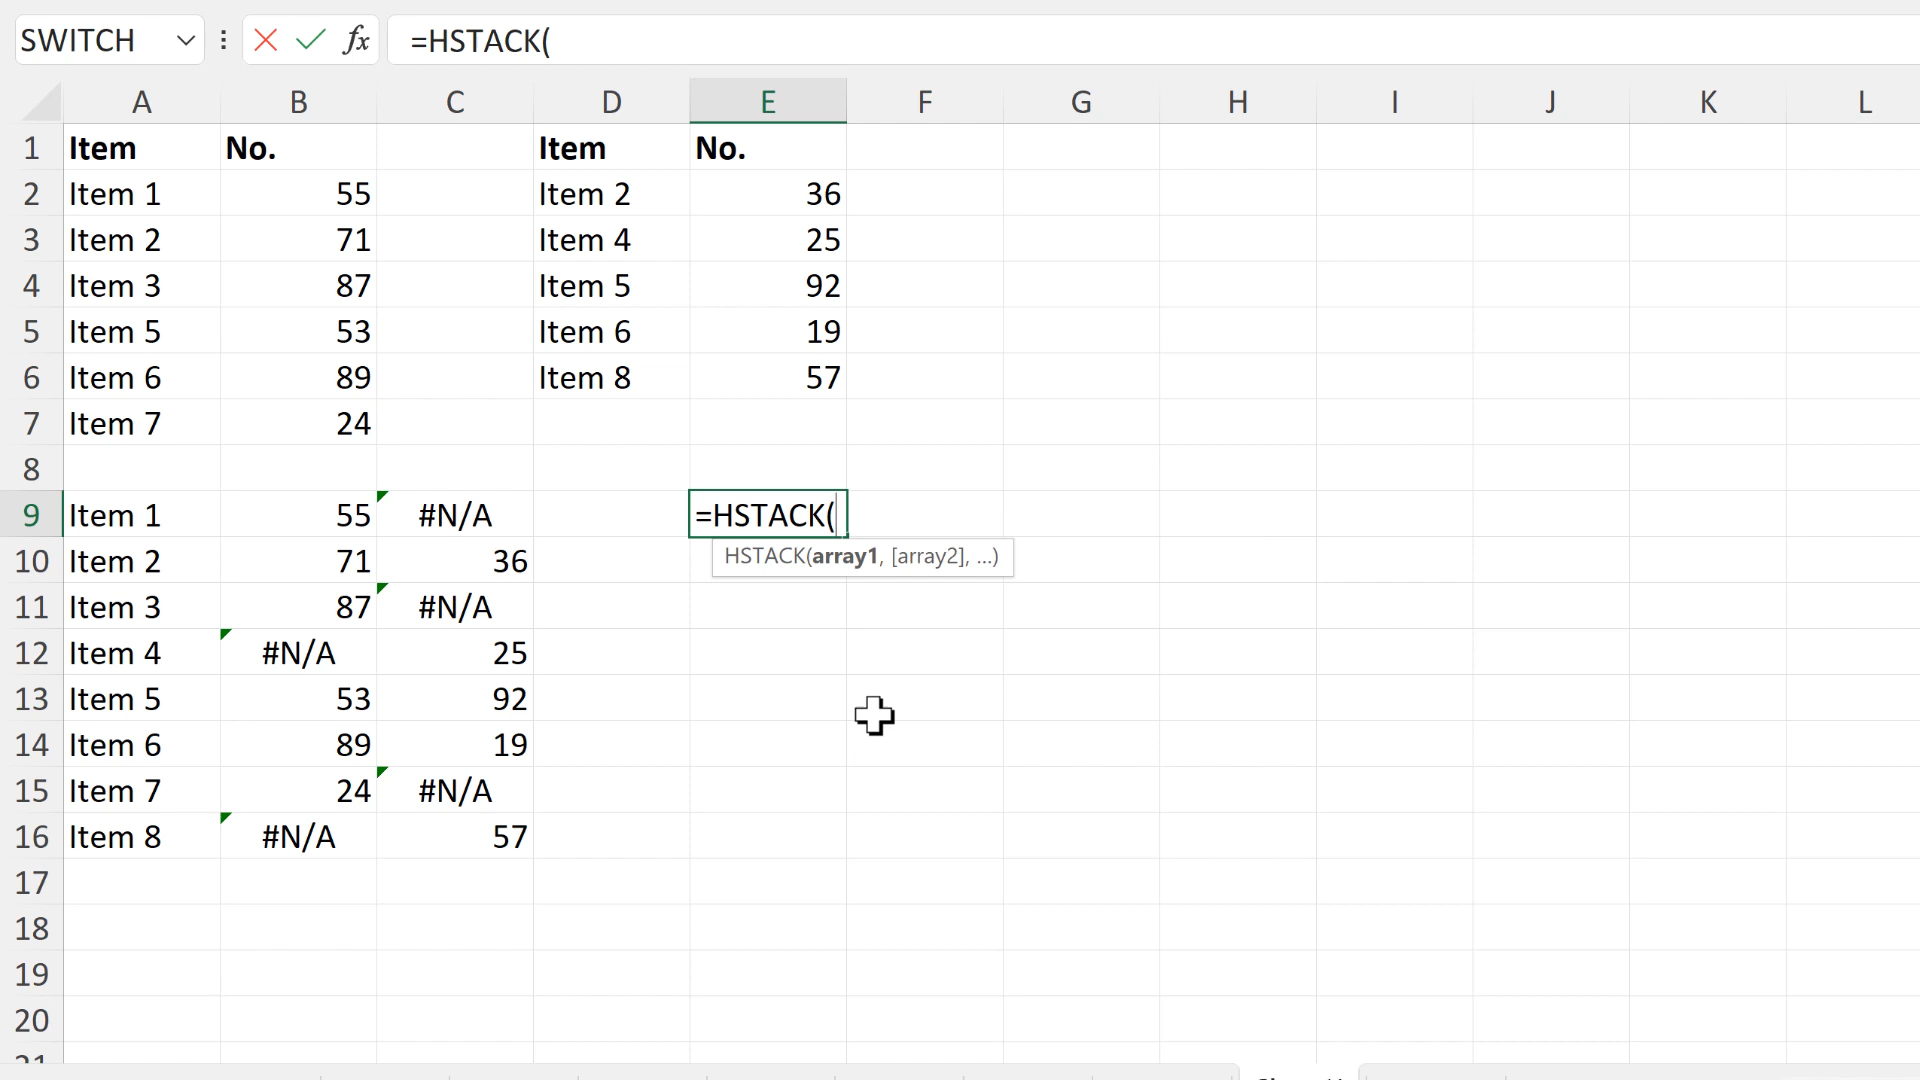 SWITCH =HSTACK(
A B C D E F G H I J K L
1 Item No. Item No.
2 Item 1 55 Item 2 36
3 Item 2 71 Item 4 25
4 Item 3 87 Item 5 92
5 Item 5 53 Item 6 19
6 Item 6 89 Item 8 57
7 Item 7 24
8
9 Item 1 55 #N/A =HSTACK(
HSTACK(array1, [array2], ...)
10 Item 2 71 36
11 Item 3 87 #N/A
12 Item 4 #N/A 25
13 Item 5 53 92
14 Item 6 89 19
15 Item 7 24 #N/A
16 Item 8 #N/A 57
17
18
19
20
21